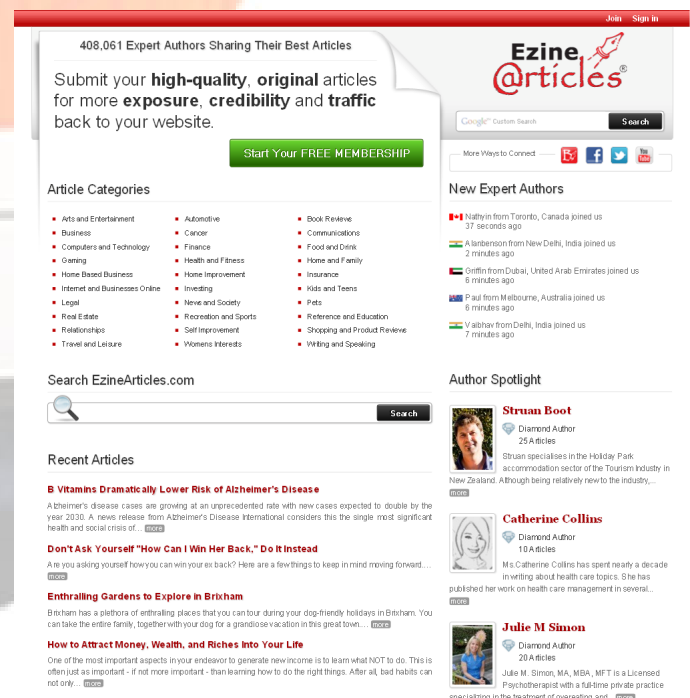 Join Sign in
408,061 Expert Authors Sharing Their Best Articles
Submit your high-quality, original articles
for more exposure, credibility and traffic
back to your website.
Start Your FREE MEMBERSHIP
Ezine
@rticles®
Google™ Custom Search
Search
More Ways to Connect
You
Tube
Article Categories
Arts and Entertainment
Business
Computers and Technology
Gaming
Home Based Business
Internet and Businesses Online
Legal
Real Estate
Relationships
Travel and Leisure
Automotive
Cancer
Finance
Health and Fitness
Home Improvement
Investing
News and Society
Recreation and Sports
Self Improvement
Womens Interests
Book Reviews
Communications
Food and Drink
Home and Family
Insurance
Kids and Teens
Pets
Reference and Education
Shopping and Product Reviews
Writing and Speaking
New Expert Authors
Nathyin from Toronto, Canada joined us
37 seconds ago
Alanbenson from New Delhi, India joined us
2 minutes ago
Griffin from Dubai, United Arab Emirates joined us
6 minutes ago
Paul from Melbourne, Australia joined us
6 minutes ago
Vaibhav from Delhi, India joined us
7 minutes ago
Search EzineArticles.com
Search
Recent Articles
B Vitamins Dramatically Lower Risk of Alzheimer's Disease
Alzheimer's disease cases are growing at an unprecedented rate with new cases expected to double by the
year 2030. A news release from Alzheimer's Disease International considers this the single most significant
health and social crisis of... more
Don't Ask Yourself "How Can I Win Her Back," Do It Instead
Are you asking yourself how you can win your ex back? Here are a few things to keep in mind moving forward....
more
Enthralling Gardens to Explore in Brixham
Brixham has a plethora of enthralling places that you can tour during your dog-friendly holidays in Brixham. You
can take the entire family, together with your dog for a grandiose vacation in this great town.... more
How to Attract Money, Wealth, and Riches Into Your Life
One of the most important aspects in your endeavor to generate new income is to learn what NOT to do. This is
often just as important - if not more important - than learning how to do the right things. After all, bad habits can
not only... more
Author Spotlight
Struan Boot
Diamond Author
25 Articles
Struan specialises in the Holiday Park
accommodation sector of the Tourism Industry in
New Zealand. Although being relatively new to the industry,...
more
Catherine Collins
Diamond Author
10 Articles
Ms.Catherine Collins has spent nearly a decade
in writing about health care topics. She has
published her work on health care management in several...
more
Julie M Simon
Diamond Author
20 Articles
Julie M. Simon, MA, MBA, MFT is a Licensed
Psychotherapist with a full-time private practice
specializing in the treatment of overeating and... more